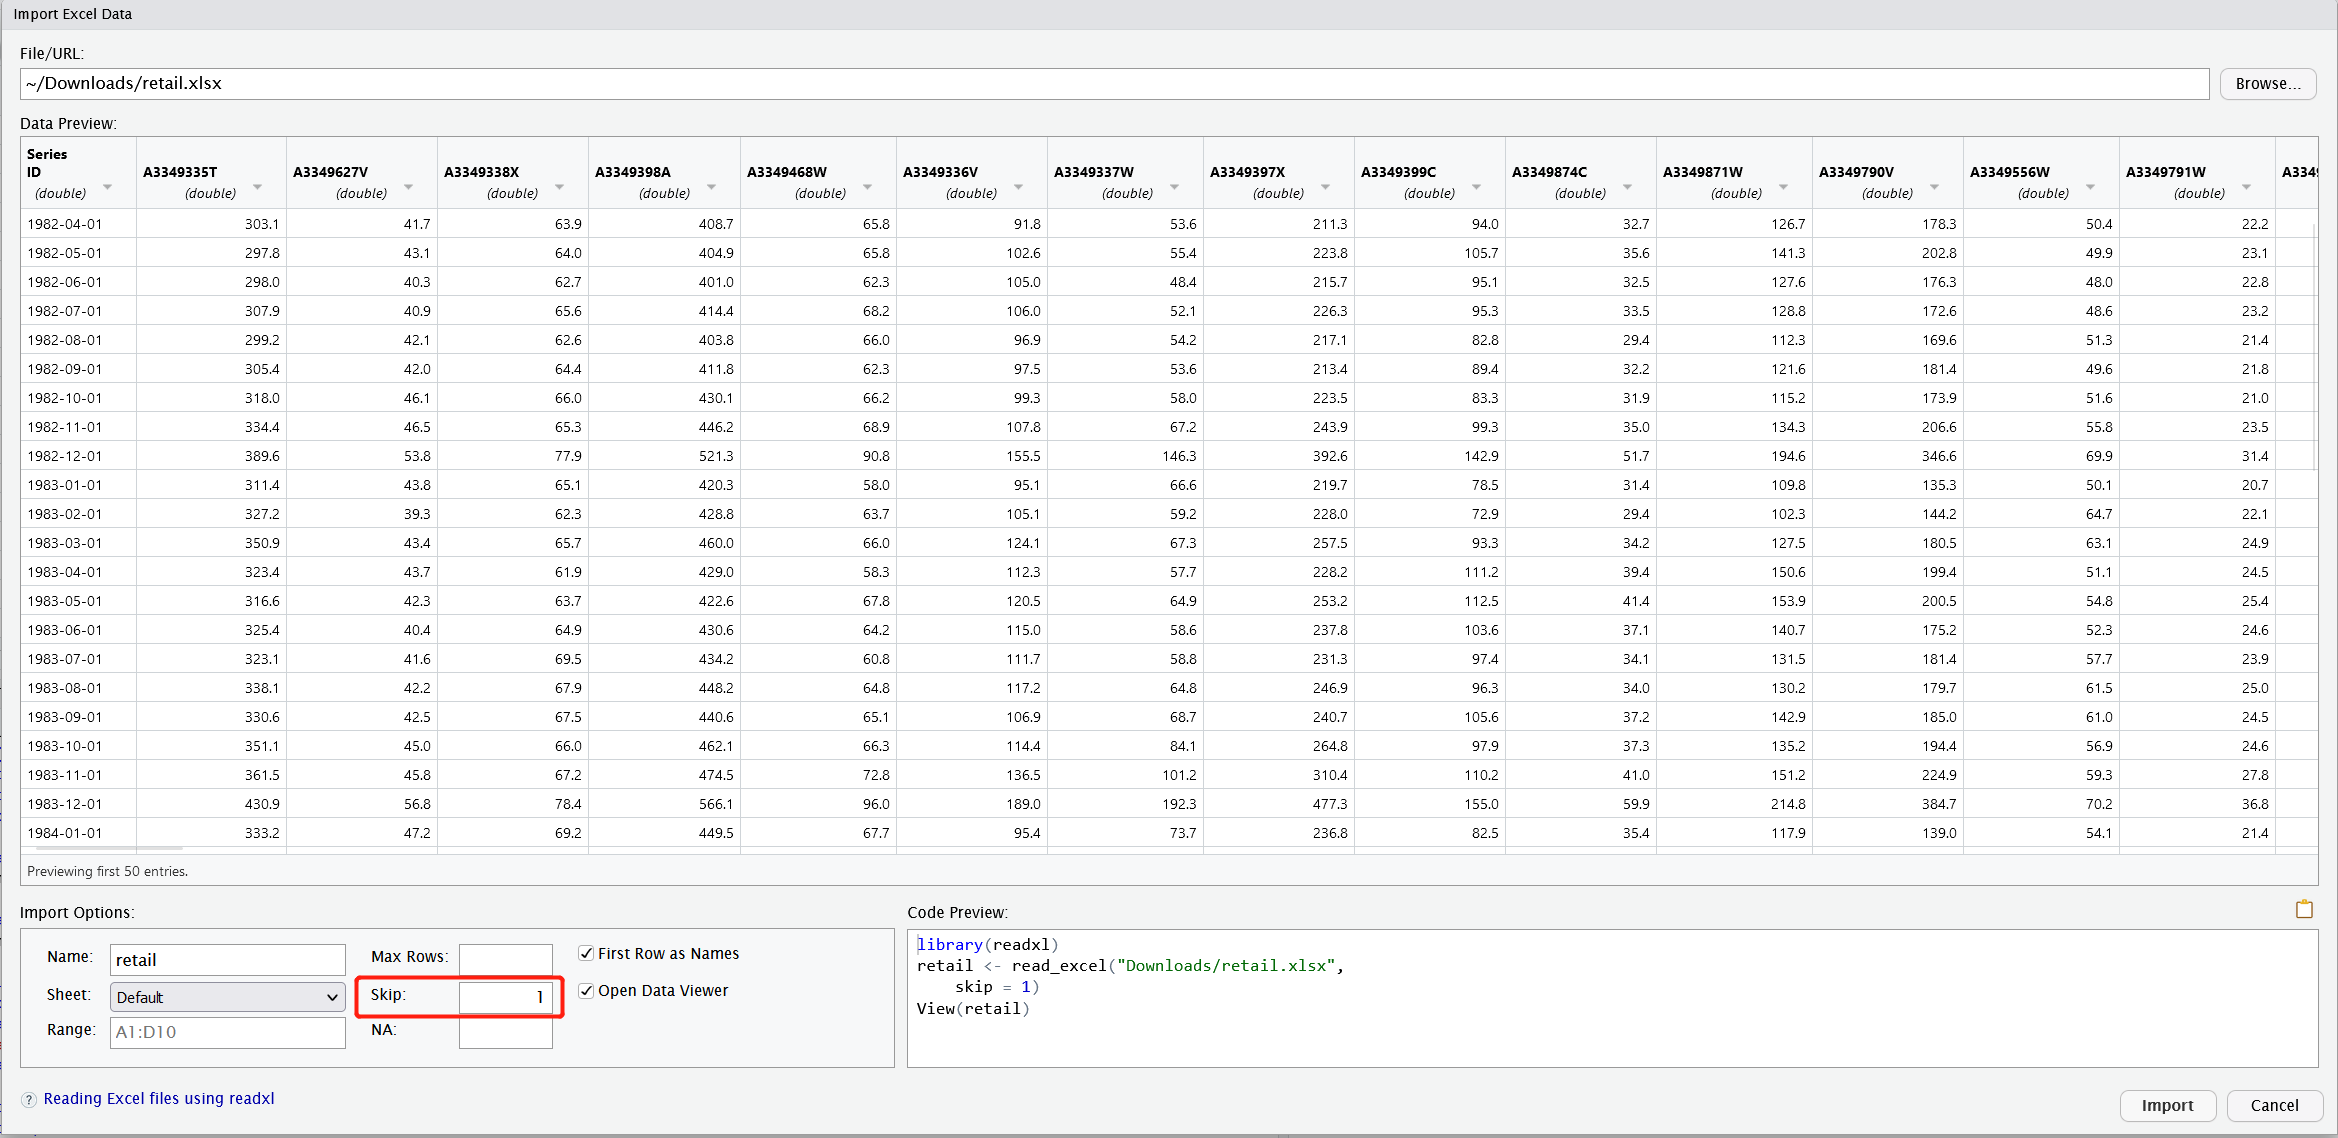 Import Excel Data
File/URL:
~/Downloads/retail.xlsx
Browse...
Data Preview:
Series ID (double) A3349335T (double) A3349627V (double) A3349338X (double) A3349398A (double) A3349468W (double) A3349336V (double) A3349337W (double) A3349397X (double) A3349399C (double) A3349874C (double) A3349871W (double) A3349790V (double) A3349556W (double) A3349791W (double) A334
1982-04-01 303.1 41.7 63.9 408.7 65.8 91.8 53.6 211.3 94.0 32.7 126.7 178.3 50.4 22.2
1982-05-01 297.8 43.1 64.0 404.9 65.8 102.6 55.4 223.8 105.7 35.6 141.3 202.8 49.9 23.1
1982-06-01 298.0 40.3 62.7 401.0 62.3 105.0 48.4 215.7 95.1 32.5 127.6 176.3 48.0 22.8
1982-07-01 307.9 40.9 65.6 414.4 68.2 106.0 52.1 226.3 95.3 33.5 128.8 172.6 48.6 23.2
1982-08-01 299.2 42.1 62.6 403.8 66.0 96.9 54.2 217.1 82.8 29.4 112.3 169.6 51.3 21.4
1982-09-01 305.4 42.0 64.4 411.8 62.3 97.5 53.6 213.4 89.4 32.2 121.6 181.4 49.6 21.8
1982-10-01 318.0 46.1 66.0 430.1 66.2 99.3 58.0 223.5 83.3 31.9 115.2 173.9 51.6 21.0
1982-11-01 334.4 46.5 65.3 446.2 68.9 107.8 67.2 243.9 99.3 35.0 134.3 206.6 55.8 23.5
1982-12-01 389.6 53.8 77.9 521.3 90.8 155.5 146.3 392.6 142.9 51.7 194.6 346.6 69.9 31.4
1983-01-01 311.4 43.8 65.1 420.3 58.0 95.1 66.6 219.7 78.5 31.4 109.8 135.3 50.1 20.7
1983-02-01 327.2 39.3 62.3 428.8 63.7 105.1 59.2 228.0 72.9 29.4 102.3 144.2 64.7 22.1
1983-03-01 350.9 43.4 65.7 460.0 66.0 124.1 67.3 257.5 93.3 34.2 127.5 180.5 63.1 24.9
1983-04-01 323.4 43.7 61.9 429.0 58.3 112.3 57.7 228.2 111.2 39.4 150.6 199.4 51.1 24.5
1983-05-01 316.6 42.3 63.7 422.6 67.8 120.5 64.9 253.2 112.5 41.4 153.9 200.5 54.8 25.4
1983-06-01 325.4 40.4 64.9 430.6 64.2 115.0 58.6 237.8 103.6 37.1 140.7 175.2 52.3 24.6
1983-07-01 323.1 41.6 69.5 434.2 60.8 111.7 58.8 231.3 97.4 34.1 131.5 181.4 57.7 23.9
1983-08-01 338.1 42.2 67.9 448.2 64.8 117.2 64.8 246.9 96.3 34.0 130.2 179.7 61.5 25.0
1983-09-01 330.6 42.5 67.5 440.6 65.1 106.9 68.7 240.7 105.6 37.2 142.9 185.0 61.0 24.5
1983-10-01 351.1 45.0 66.0 462.1 66.3 114.4 84.1 264.8 97.9 37.3 135.2 194.4 56.9 24.6
1983-11-01 361.5 45.8 67.2 474.5 72.8 136.5 101.2 310.4 110.2 41.0 151.2 224.9 59.3 27.8
1983-12-01 430.9 56.8 78.4 566.1 96.0 189.0 192.3 477.3 155.0 59.9 214.8 384.7 70.2 36.8
1984-01-01 333.2 47.2 69.2 449.5 67.7 95.4 73.7 236.8 82.5 35.4 117.9 139.0 54.1 21.4
Previewing first 50 entries.
Import Options:
Name: retail
Max Rows:
First Row as Names
Sheet: Default
Skip: 1
Open Data Viewer
Range: A1:D10
NA:
Code Preview:
library(readxl)
retail <- read_excel("Downloads/retail.xlsx",
skip = 1)
View(retail)
? Reading Excel files using readxl
Import
Cancel